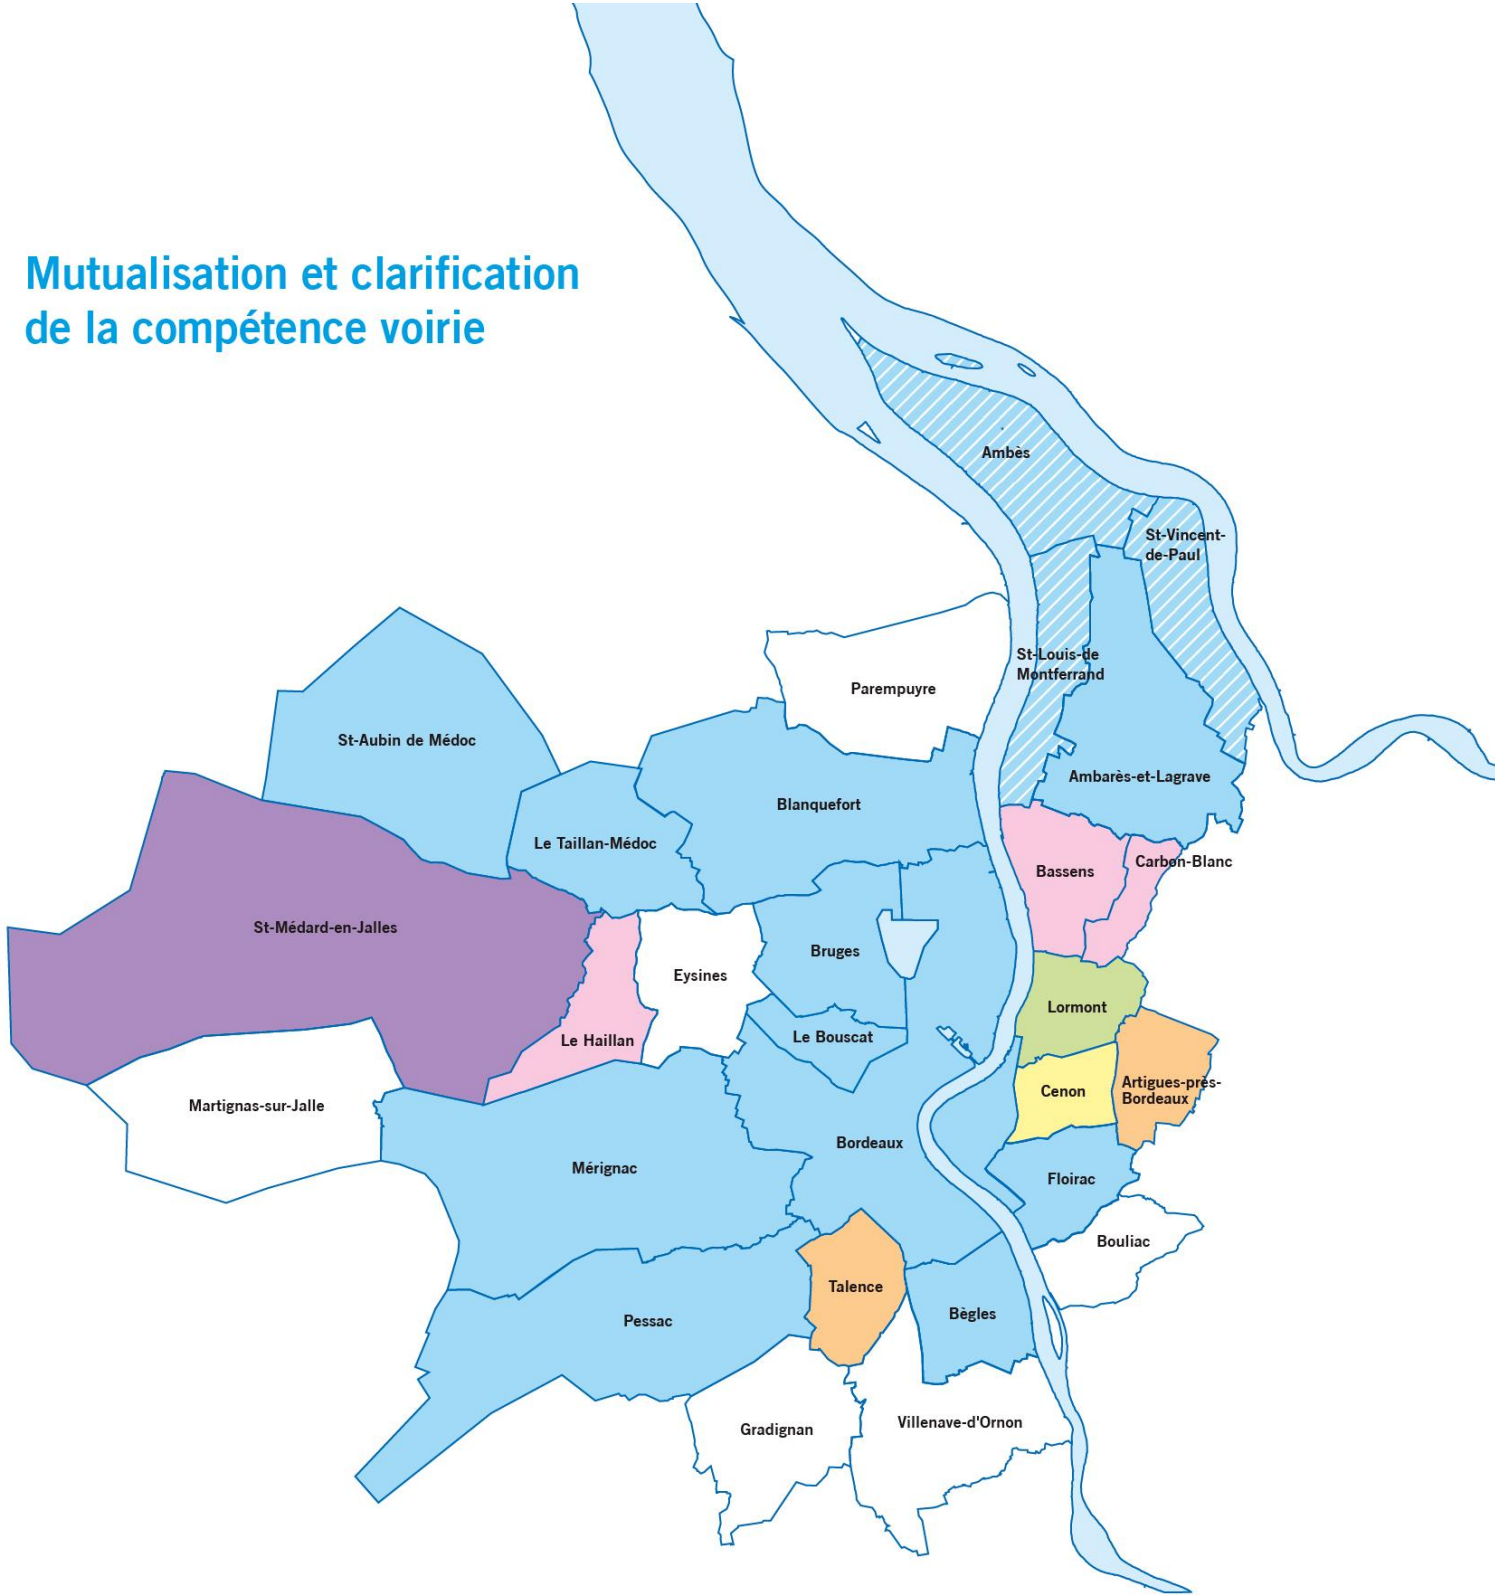 Mutualisation et clarification
de la compétence voirie
Ambès
St-Vincent-
de-Paul
St-Louis-de
Montferrand
Parempuyre
St-Aubin de Médoc
Ambarès-et-Lagrave
Blanquefort
Le Taillan-Médoc
Carbon-Blanc
Bassens
St-Médard-en-Jalles
Bruges
Eysines
Lormont
Le Bouscat
Le Haillan
Artigues-près-
Bordeaux
Cenon
Martignas-sur-Jalle
Bordeaux
Mérignac
Floirac
Bouliac
Talence
Bègles
Pessac
Villenave-d'Ornon
Gradignan